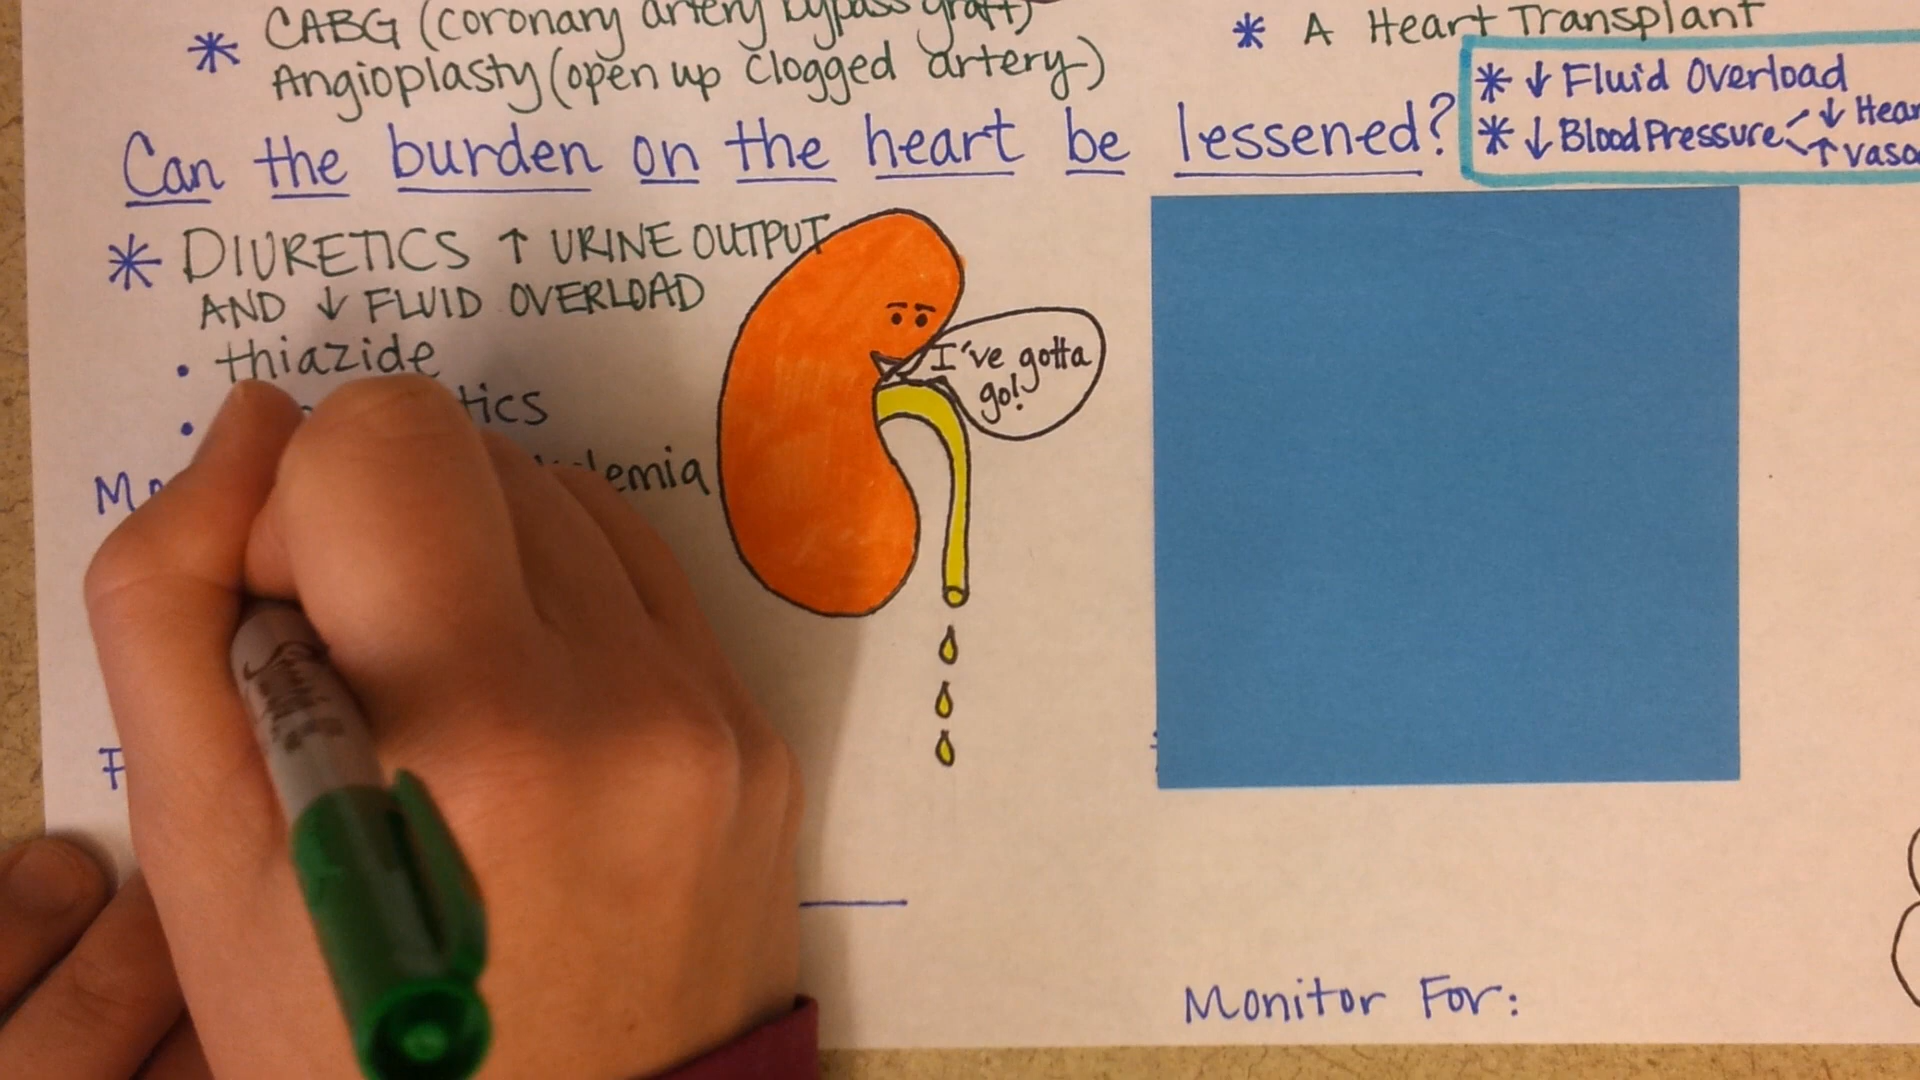 CABG (coronary artery bypass graft)
Angioplasty (open up clogged artery)
* A Heart Transplant
* ↓ Fluid Overload
* ↓ Blood Pressure < ↓
↑
Can the burden on the heart be lessened?
* DIURETICS ↑ URINE OUTPUT
AND ↓ FLUID OVERLOAD
• thiazide
I've gotta
go!
Monitor For: